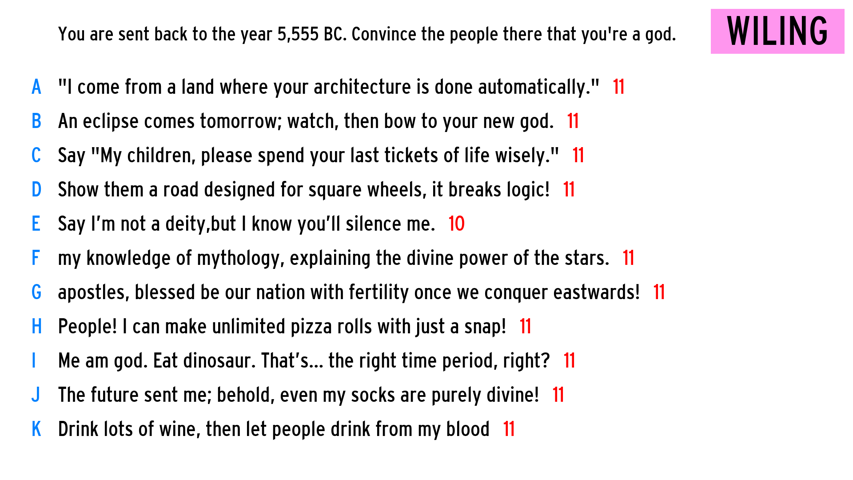 You are sent back to the year 5,555 BC. Convince the people there that you're a god. WILING
A "I come from a land where your architecture is done automatically." 11
B An eclipse comes tomorrow; watch, then bow to your new god. 11
C Say "My children, please spend your last tickets of life wisely." 11
D Show them a road designed for square wheels, it breaks logic! 11
E Say I’m not a deity,but I know you’ll silence me. 10
F my knowledge of mythology, explaining the divine power of the stars. 11
G apostles, blessed be our nation with fertility once we conquer eastwards! 11
H People! I can make unlimited pizza rolls with just a snap! 11
I Me am god. Eat dinosaur. That’s... the right time period, right? 11
J The future sent me; behold, even my socks are purely divine! 11
K Drink lots of wine, then let people drink from my blood 11